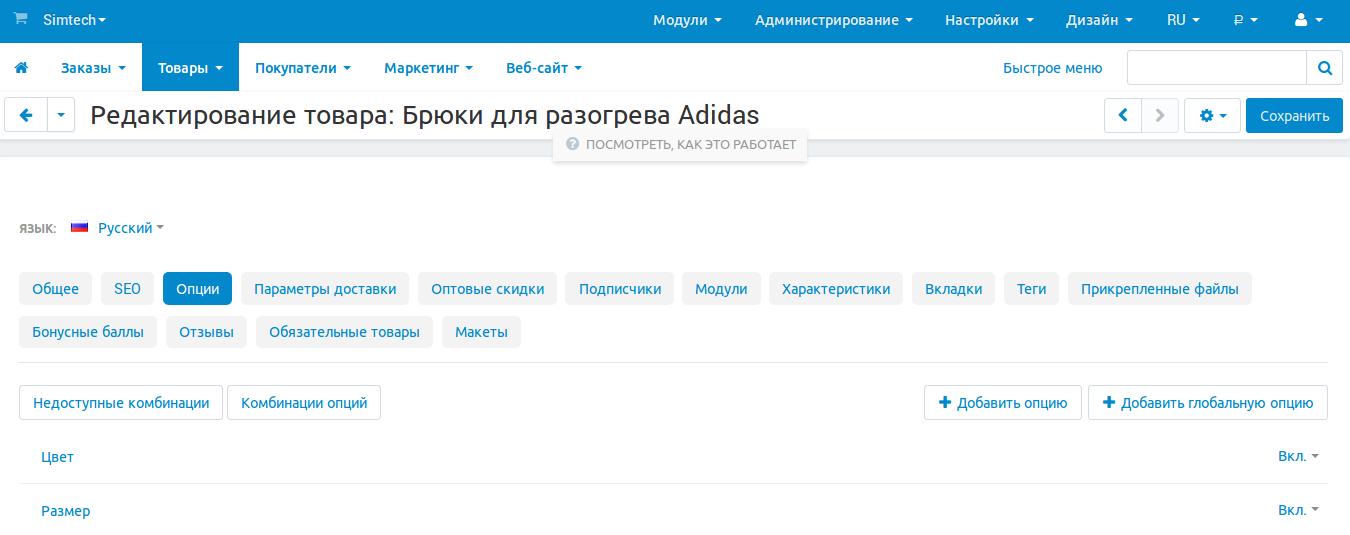 Simtech Модули Администрирование Настройки Дизайн RU ₽
Заказы Товары Покупатели Маркетинг Веб-сайт Быстрое меню
Редактирование товара: Брюки для разогрева Adidas Сохранить
ПОСМОТРЕТЬ, КАК ЭТО РАБОТАЕТ
ЯЗЫК: Русский
Общее SEO Опции Параметры доставки Оптовые скидки Подписчики Модули Характеристики Вкладки Теги Прикрепленные файлы
Бонусные баллы Отзывы Обязательные товары Макеты
Недоступные комбинации Комбинации опций Добавить опцию Добавить глобальную опцию
Цвет Вкл.
Размер Вкл.